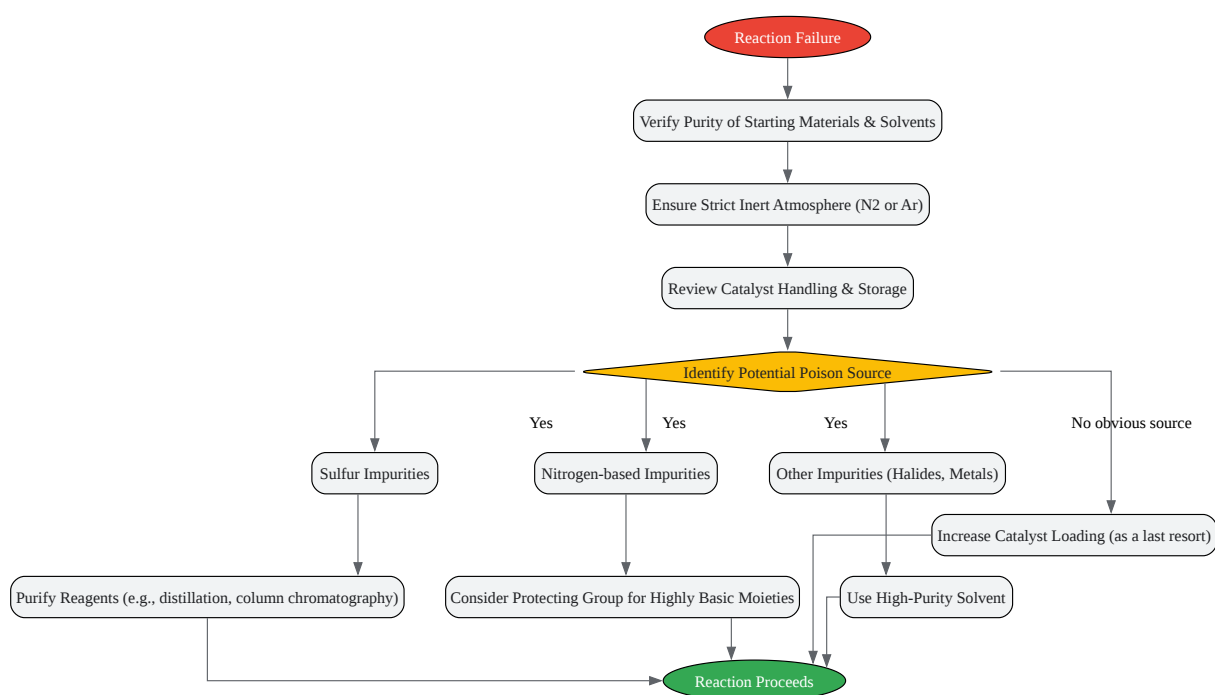 Reaction Failure
Verify Purity of Starting Materials & Solvents
Ensure Strict Inert Atmosphere (N2 or Ar)
Review Catalyst Handling & Storage
Identify Potential Poison Source
Yes
Yes
Yes
No obvious source
Sulfur Impurities
Nitrogen-based Impurities
Other Impurities (Halides, Metals)
Increase Catalyst Loading (as a last resort)
Purify Reagents (e.g., distillation, column chromatography)
Consider Protecting Group for Highly Basic Moieties
Use High-Purity Solvent
Reaction Proceeds